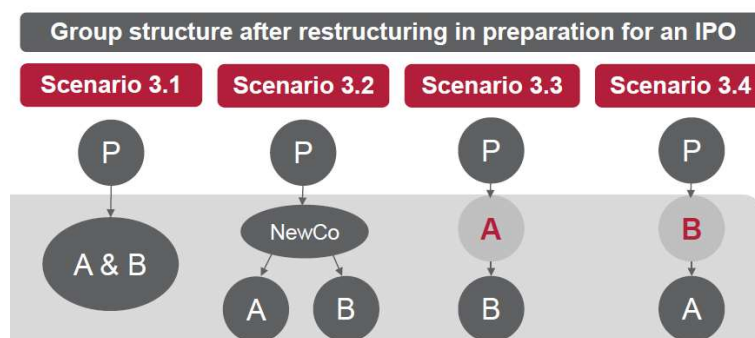 Group structure after restructuring in preparation for an IPO
Scenario 3.1 Scenario 3.2 Scenario 3.3 Scenario 3.4
P P P P
A & B NewCo A B
A B B A